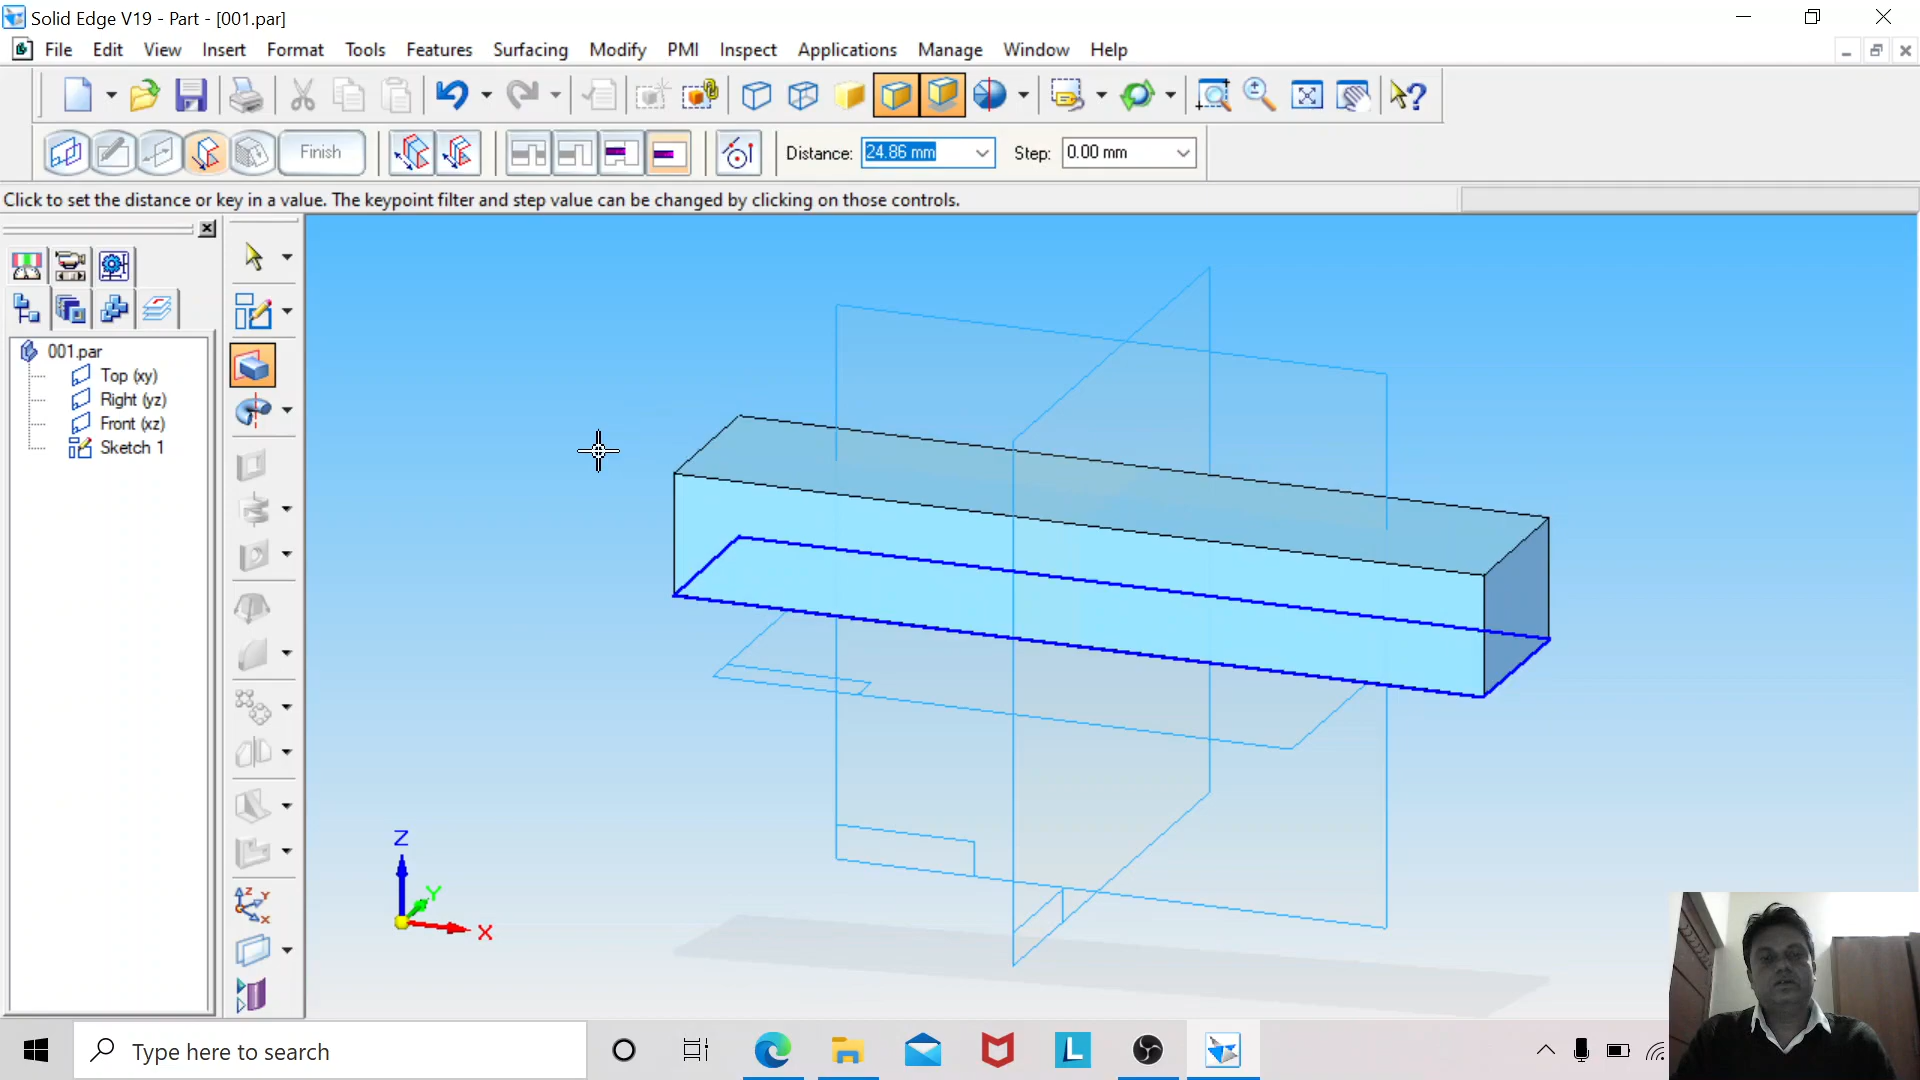 Solid Edge V19 - Part - [001.par]
File Edit View Insert Format Tools Features Surfacing Modify PMI Inspect Applications Manage Window Help
Finish Distance: 24.86 mm Step: 0.00 mm
Click to set the distance or key in a value. The keypoint filter and step value can be changed by clicking on those controls.
001.par
Top (xy)
Right (yz)
Front (xz)
Sketch 1
Z
Y
X
Type here to search
L